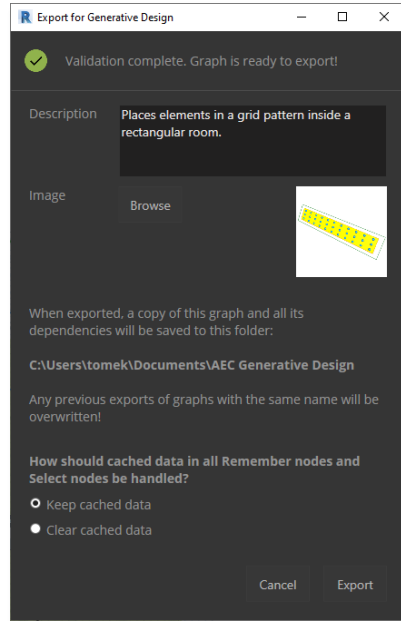 R Export for Generative Design
Validation complete. Graph is ready to export!
Description
Places elements in a grid pattern inside a
rectangular room.
Image
Browse
When exported, a copy of this graph and all its
dependencies will be saved to this folder:
C:\Users\tomek\Documents\AEC Generative Design
Any previous exports of graphs with the same name will be
overwritten!
How should cached data in all Remember nodes and
Select nodes be handled?
Keep cached data
Clear cached data
Cancel
Export